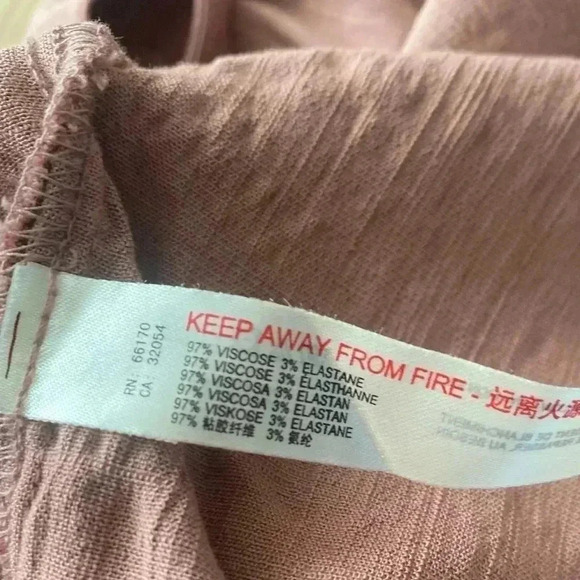 RN 66170
CA 32054
KEEP AWAY FROM FIRE - 远离火源
97% VISCOSE 3% ELASTANE
97% VISCOSE 3% ELASTHANNE
97% VISCOSA 3% ELASTAN
97% VISCOSA 3% ELASTAN
97% VISKOSE 3% ELASTANE
97% 粘胶纤维 3% 氨纶